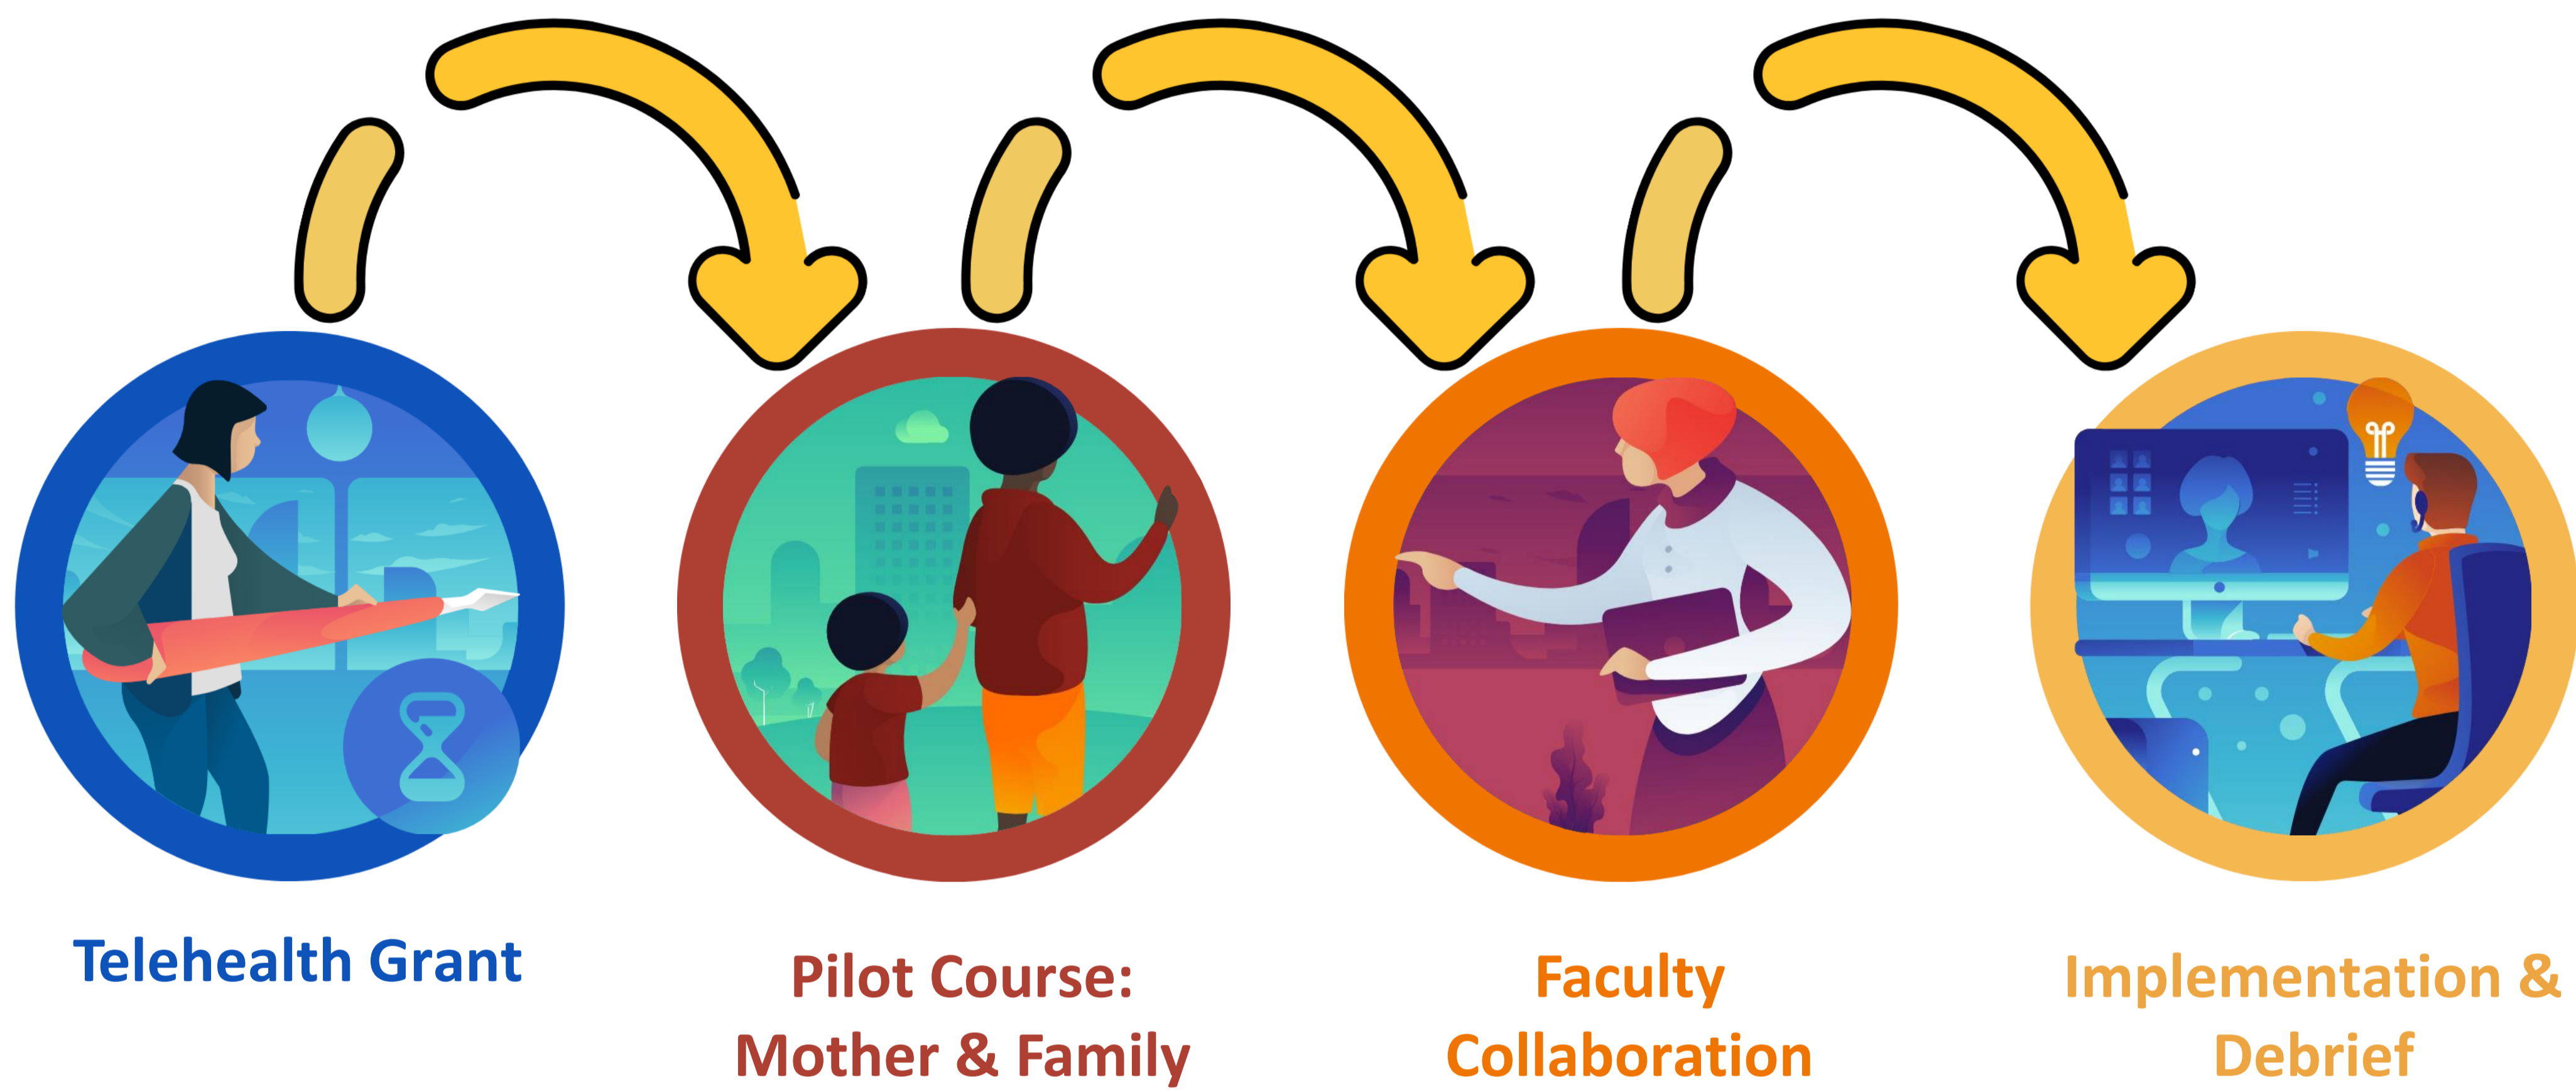 Telehealth Grant
Pilot Course:
Mother & Family
Faculty
Collaboration
Implementation &
Debrief